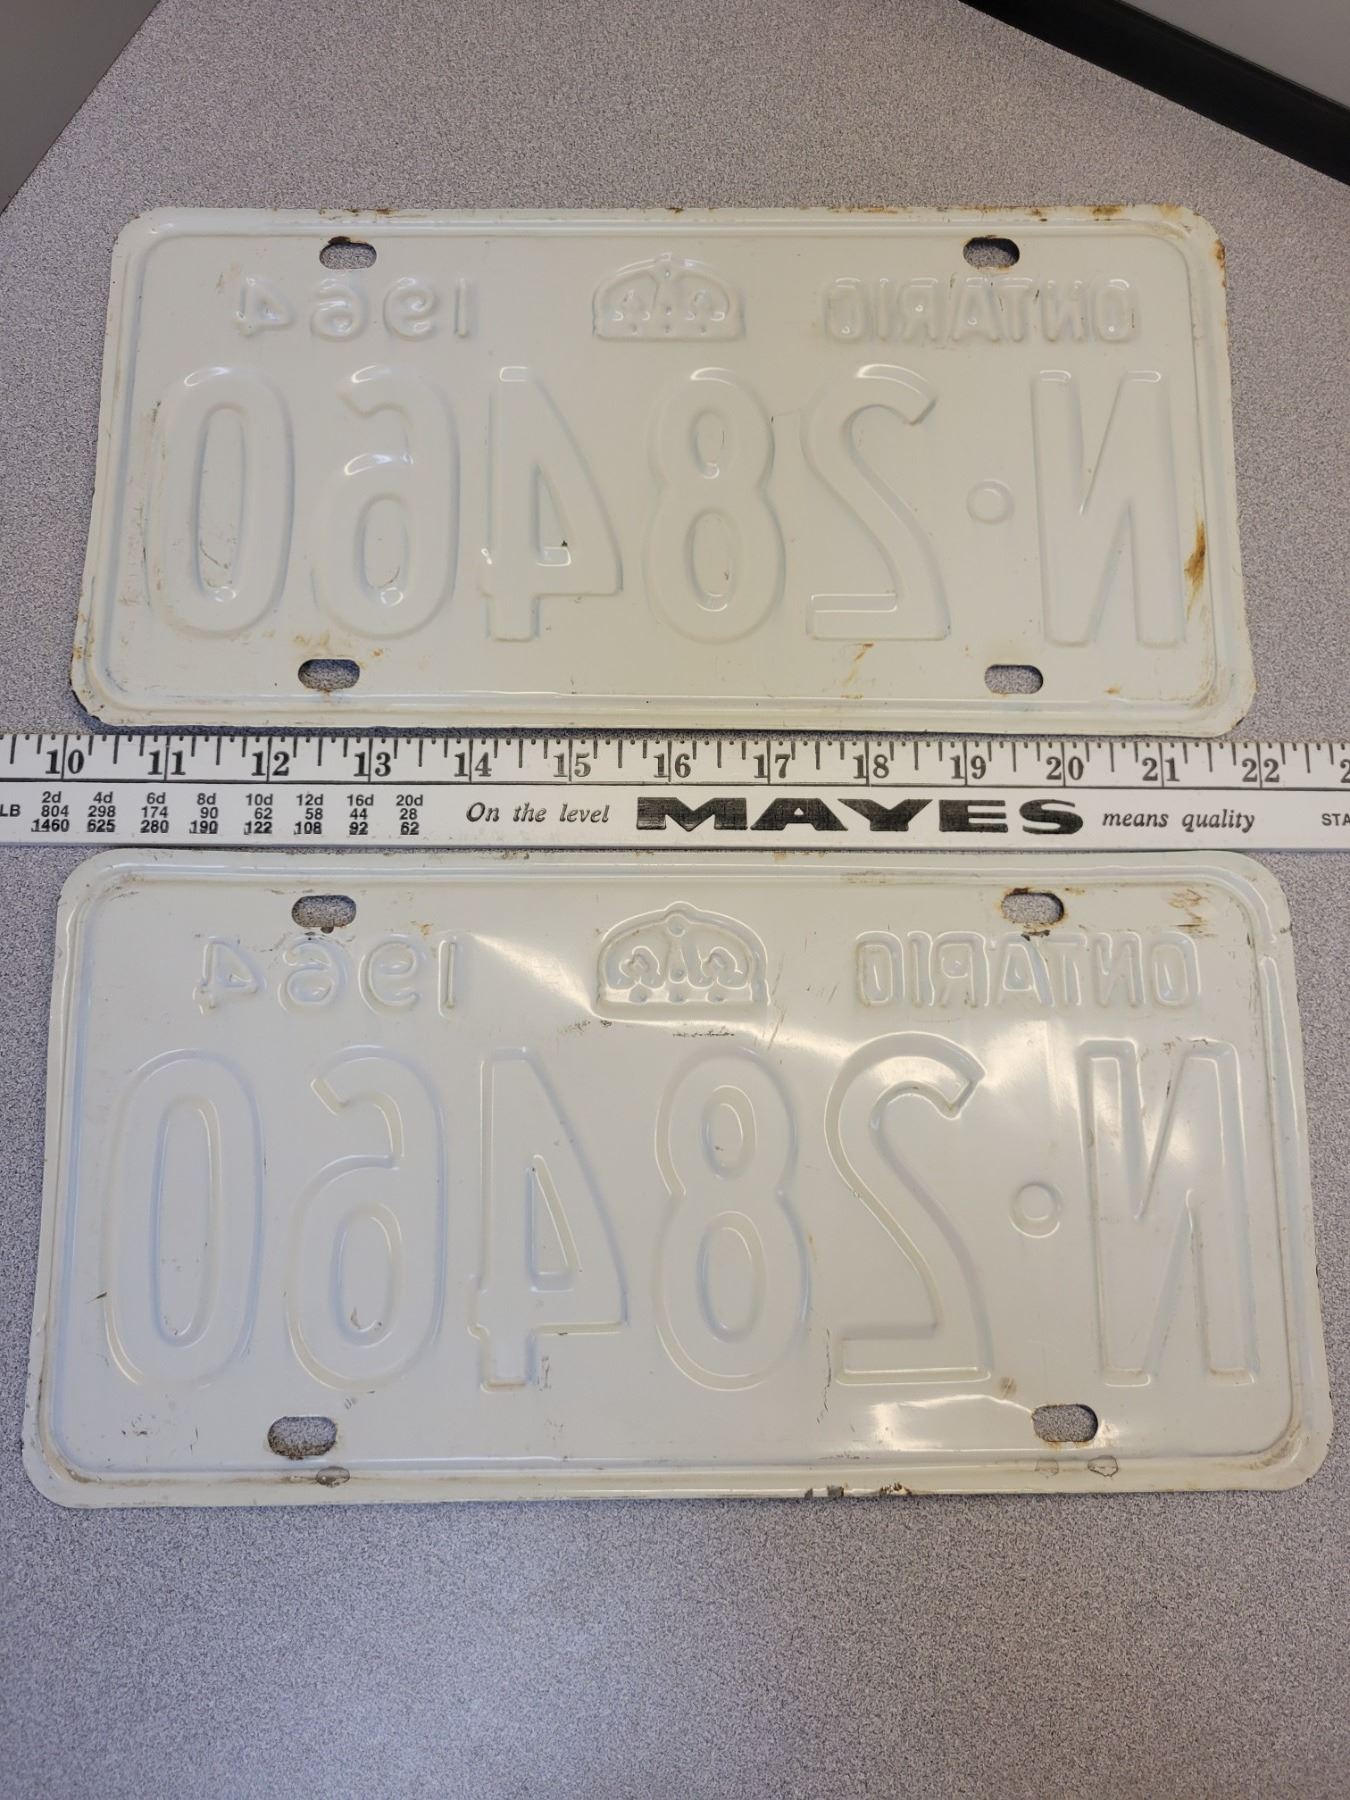 1964 ONTARIO
N·28460
10 11 12 13 14 15 16 17 18 19 20 21 22
LB 2d 4d 6d 8d 10d 12d 16d 20d
804 298 174 90 62 58 44 28
1460 625 280 190 122 108 92 62
On the level MAYES means quality STA
1964 ONTARIO
N·28460